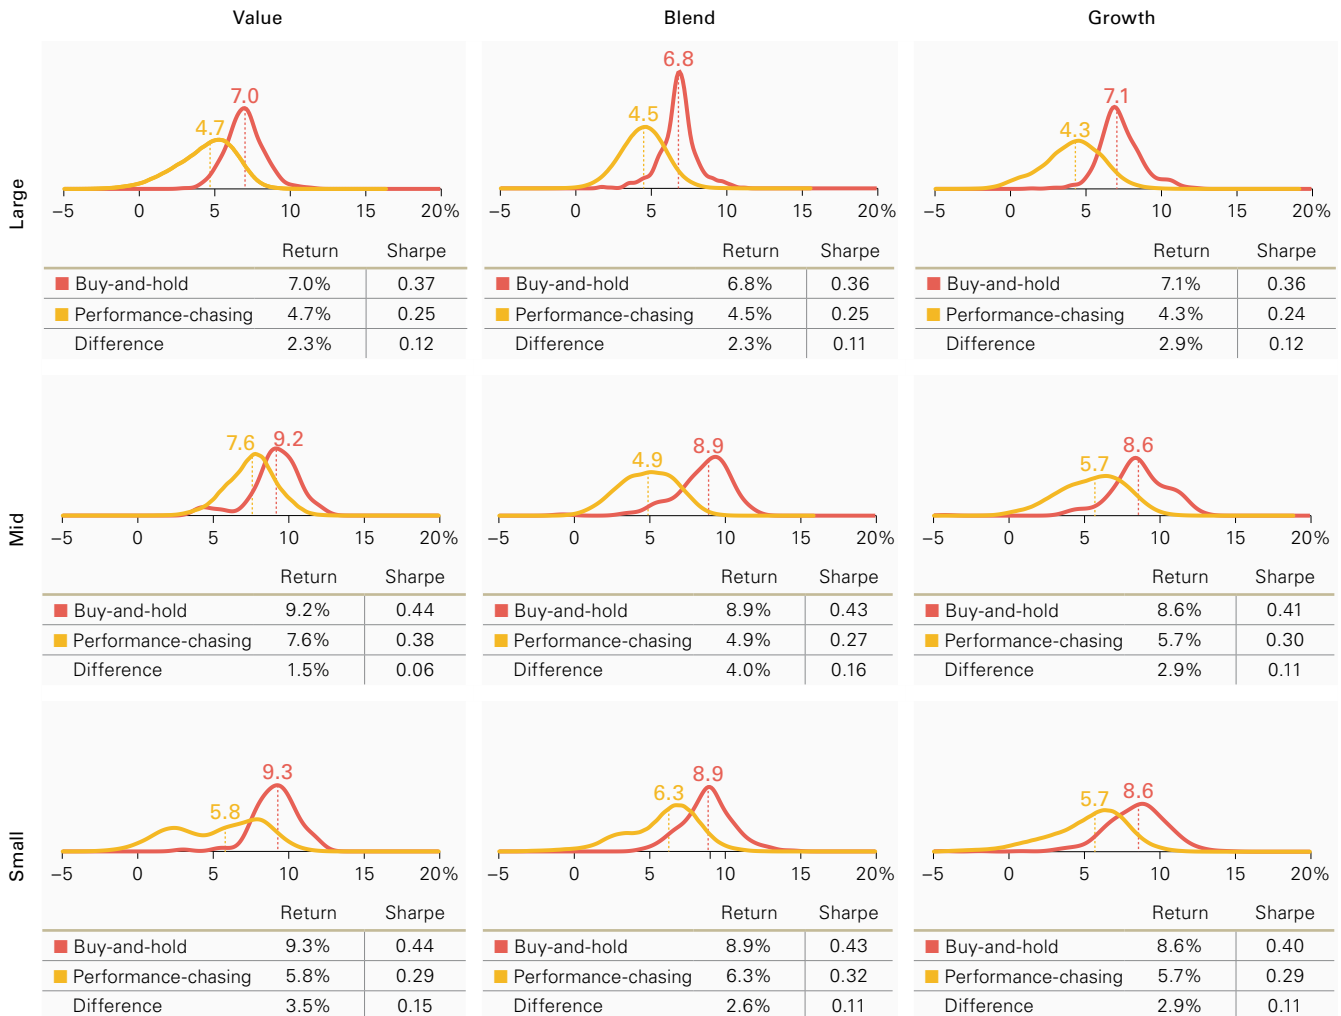 Value Blend Growth
Large
7.0
4.7
–5 0 5 10 15 20%
Return Sharpe
Buy-and-hold 7.0% 0.37
Performance-chasing 4.7% 0.25
Difference 2.3% 0.12
6.8
4.5
–5 0 5 10 15 20%
Return Sharpe
Buy-and-hold 6.8% 0.36
Performance-chasing 4.5% 0.25
Difference 2.3% 0.11
7.1
4.3
–5 0 5 10 15 20%
Return Sharpe
Buy-and-hold 7.1% 0.36
Performance-chasing 4.3% 0.24
Difference 2.9% 0.12
Mid
7.6 9.2
–5 0 5 10 15 20%
Return Sharpe
Buy-and-hold 9.2% 0.44
Performance-chasing 7.6% 0.38
Difference 1.5% 0.06
8.9
4.9
–5 0 5 10 15 20%
Return Sharpe
Buy-and-hold 8.9% 0.43
Performance-chasing 4.9% 0.27
Difference 4.0% 0.16
8.6
5.7
–5 0 5 10 15 20%
Return Sharpe
Buy-and-hold 8.6% 0.41
Performance-chasing 5.7% 0.30
Difference 2.9% 0.11
Small
9.3
5.8
–5 0 5 10 15 20%
Return Sharpe
Buy-and-hold 9.3% 0.44
Performance-chasing 5.8% 0.29
Difference 3.5% 0.15
8.9
6.3
–5 0 5 10 15 20%
Return Sharpe
Buy-and-hold 8.9% 0.43
Performance-chasing 6.3% 0.32
Difference 2.6% 0.11
8.6
5.7
–5 0 5 10 15 20%
Return Sharpe
Buy-and-hold 8.6% 0.40
Performance-chasing 5.7% 0.29
Difference 2.9% 0.11